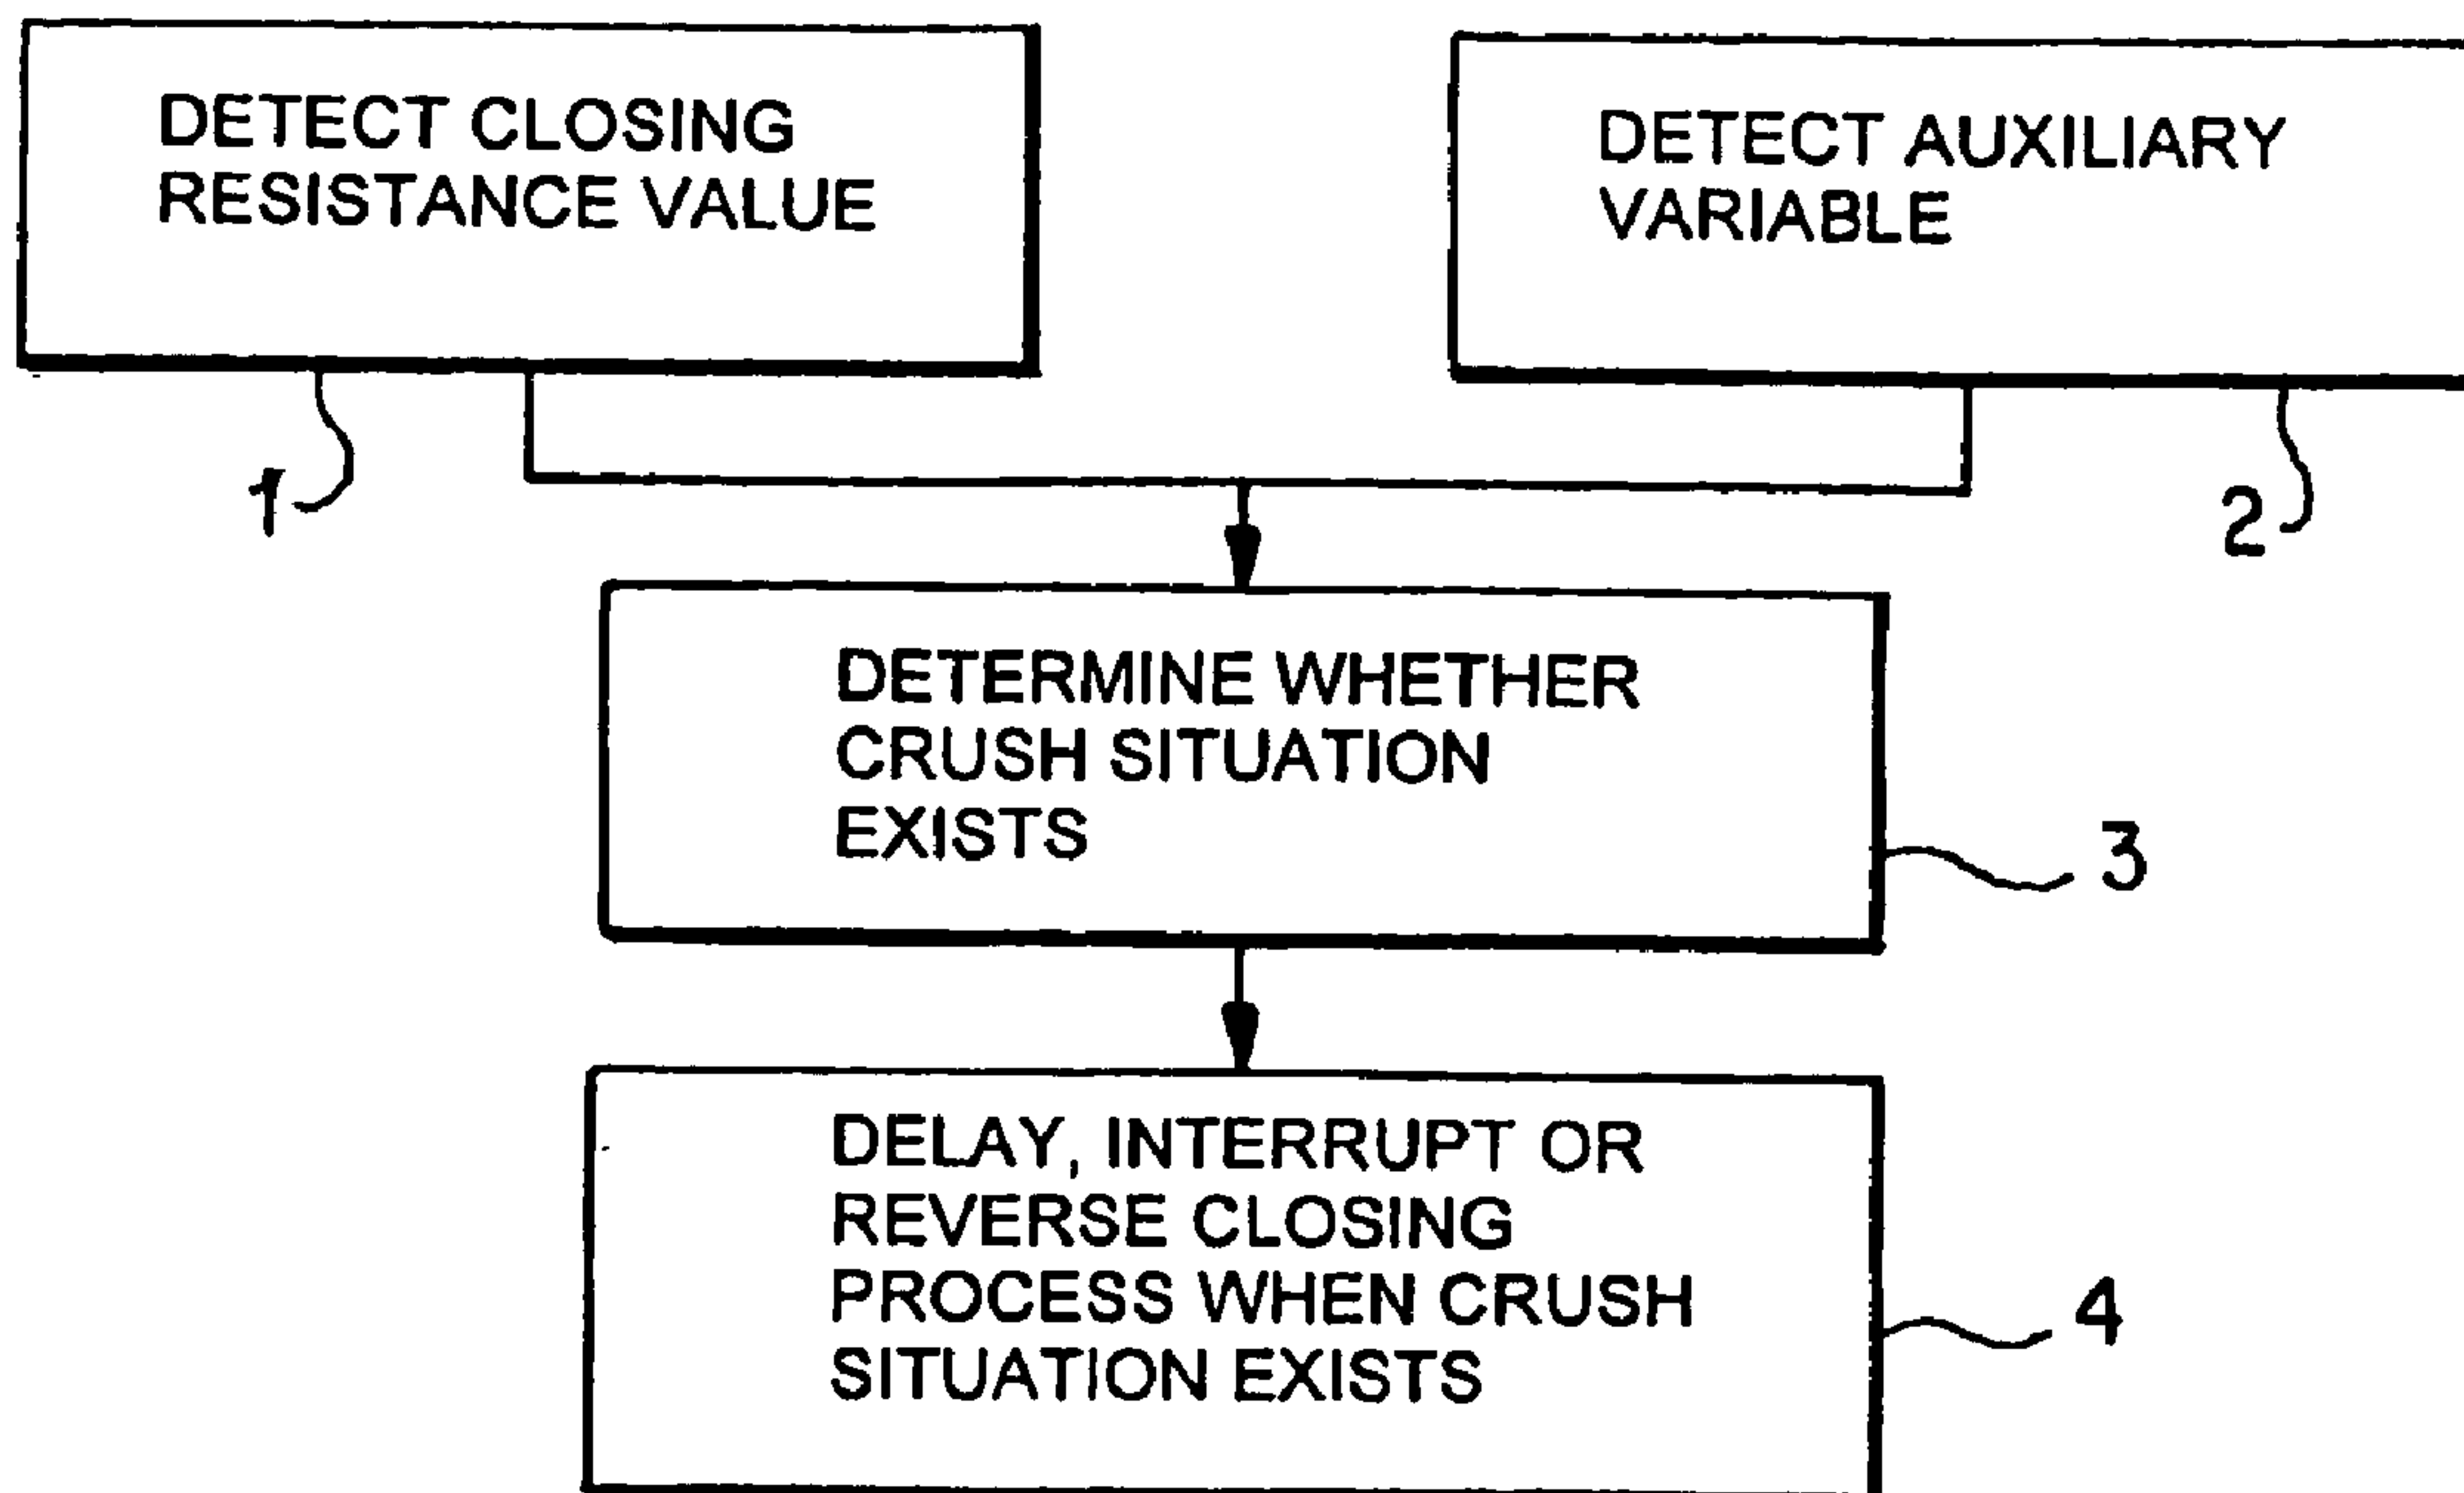 DETECT CLOSING
RESISTANCE VALUE
DETECT AUXILIARY
VARIABLE
1
2
DETERMINE WHETHER
CRUSH SITUATION
EXISTS
3
DELAY, INTERRUPT OR
REVERSE CLOSING
PROCESS WHEN CRUSH
SITUATION EXISTS
4